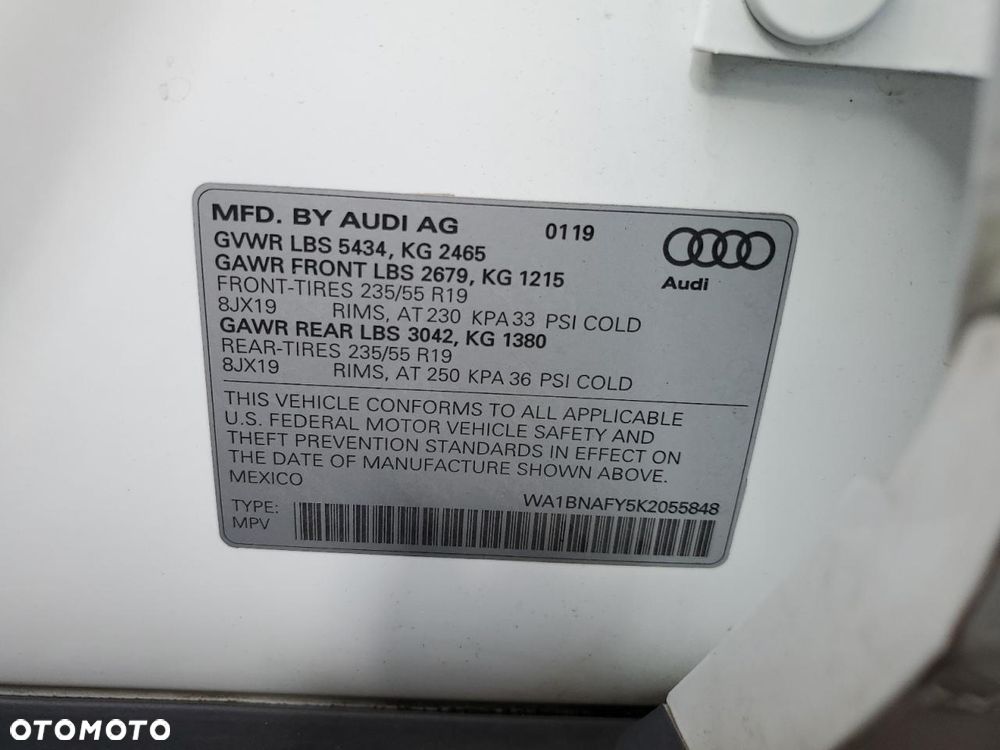 MFD. BY AUDI AG 0119
GVWR LBS 5434, KG 2465
GAWR FRONT LBS 2679, KG 1215
Audi
FRONT-TIRES 235/55 R19
8JX19 RIMS, AT 230 KPA 33 PSI COLD
GAWR REAR LBS 3042, KG 1380
REAR-TIRES 235/55 R19
8JX19 RIMS, AT 250 KPA 36 PSI COLD
THIS VEHICLE CONFORMS TO ALL APPLICABLE
U.S. FEDERAL MOTOR VEHICLE SAFETY AND
THEFT PREVENTION STANDARDS IN EFFECT ON
THE DATE OF MANUFACTURE SHOWN ABOVE.
MEXICO
WA1BNAFY5K2055848
TYPE:
MPV
OTOMOTO